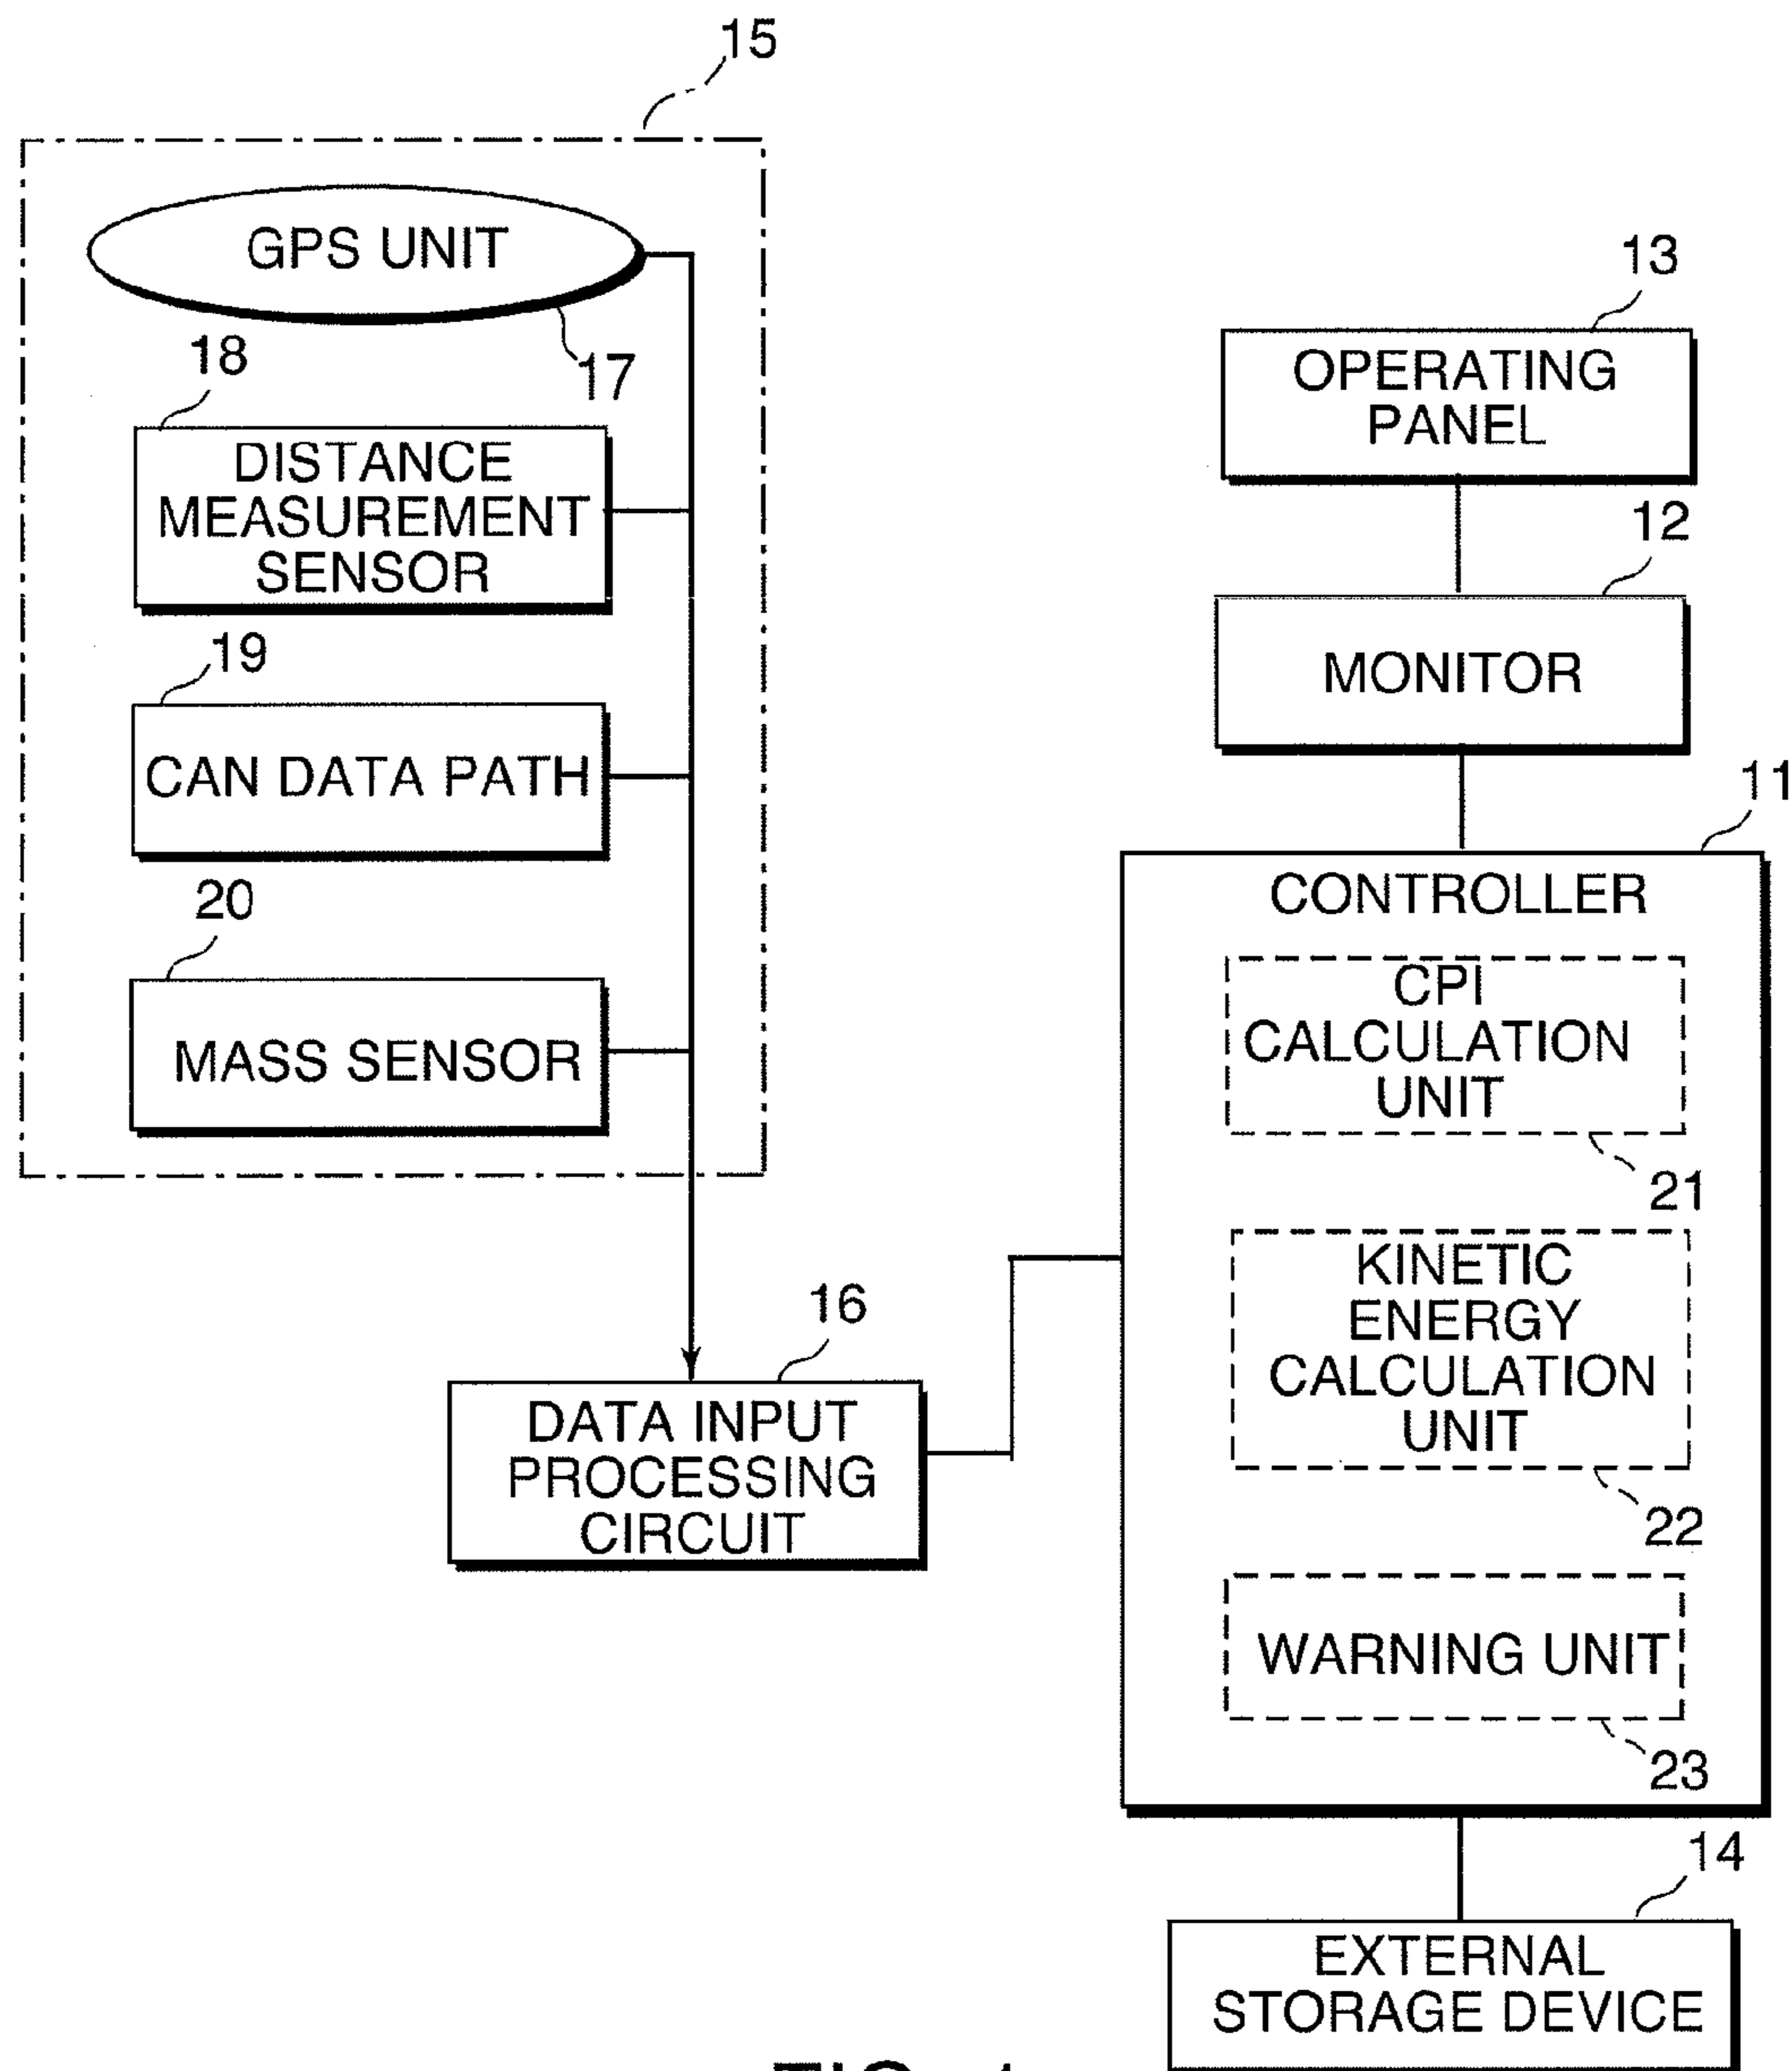 15
GPS UNIT
17
18
DISTANCE
MEASUREMENT
SENSOR
19
CAN DATA PATH
20
MASS SENSOR
16
DATA INPUT
PROCESSING
CIRCUIT
13
OPERATING
PANEL
12
MONITOR
11
CONTROLLER
CPI
CALCULATION
UNIT
21
KINETIC
ENERGY
CALCULATION
UNIT
22
WARNING UNIT
23
14
EXTERNAL
STORAGE DEVICE